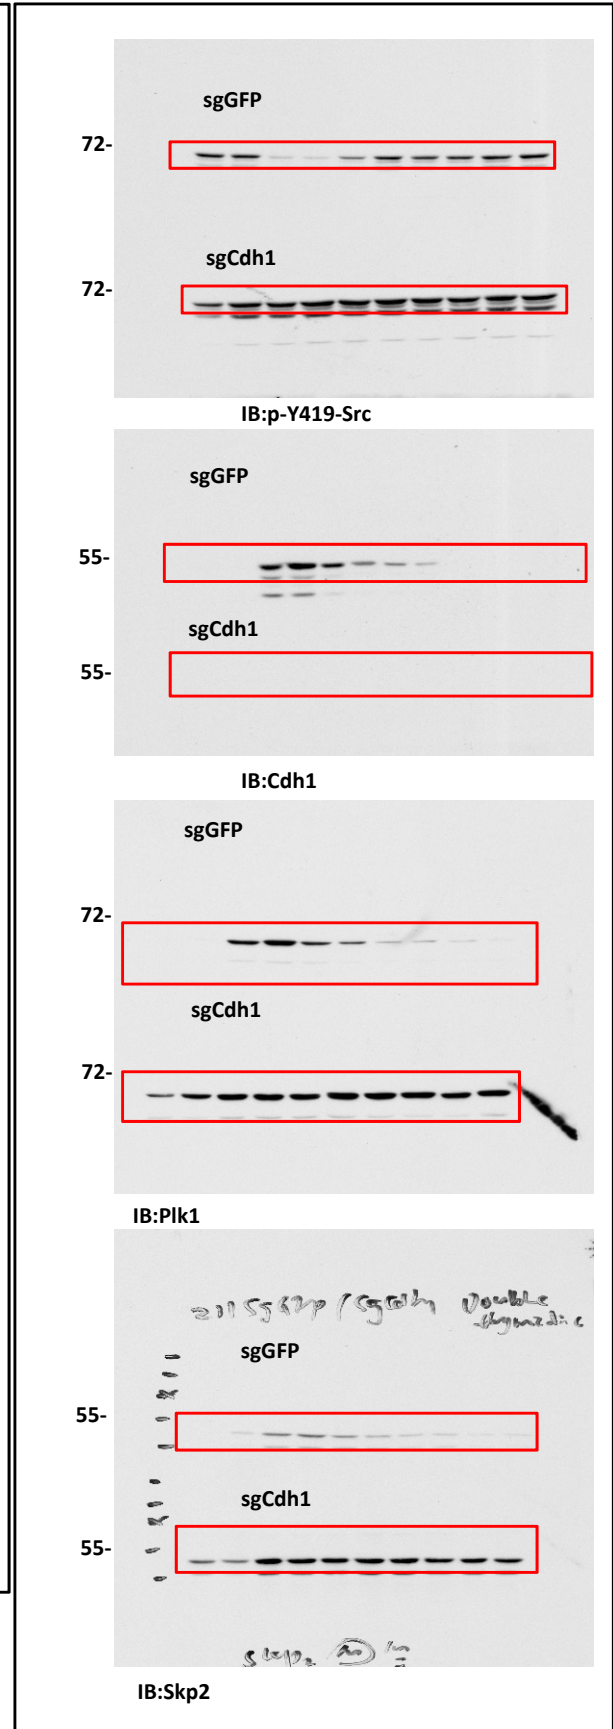 sgGFP
72-
sgCdh1
72-
IB:p-Y419-Src
sgGFP
55-
sgCdh1
55-
IB:Cdh1
sgGFP
72-
sgCdh1
72-
IB:Plk1
Double
sgGFP
55-
sgCdh1
55-
IB:Skp2